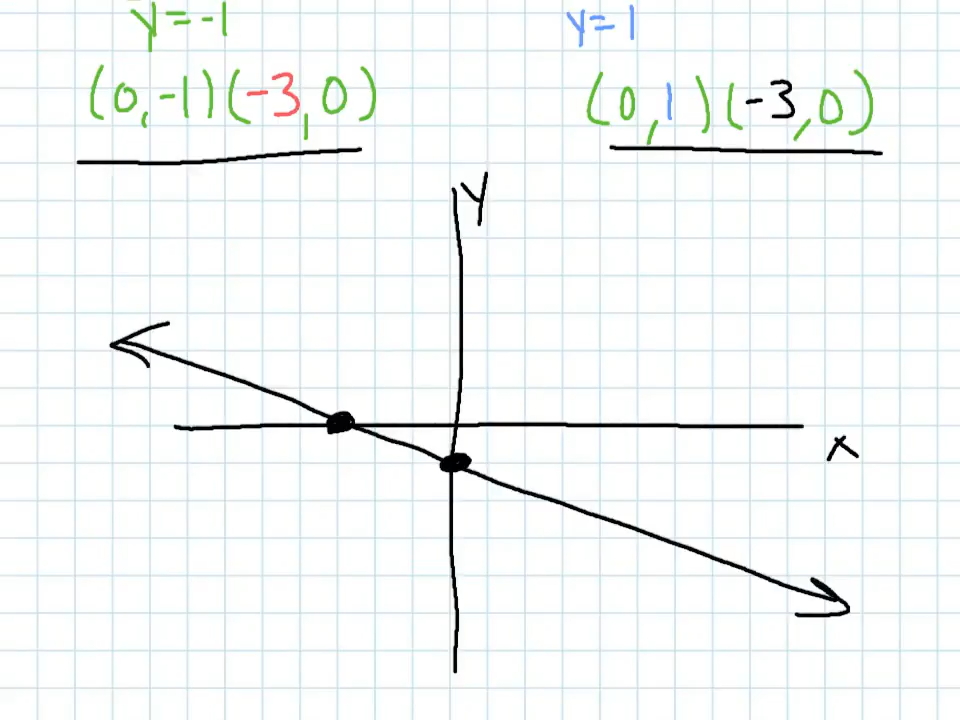 y = -1
y = 1
(0, -1) (-3, 0)
(0, 1) (-3, 0)
Y
x